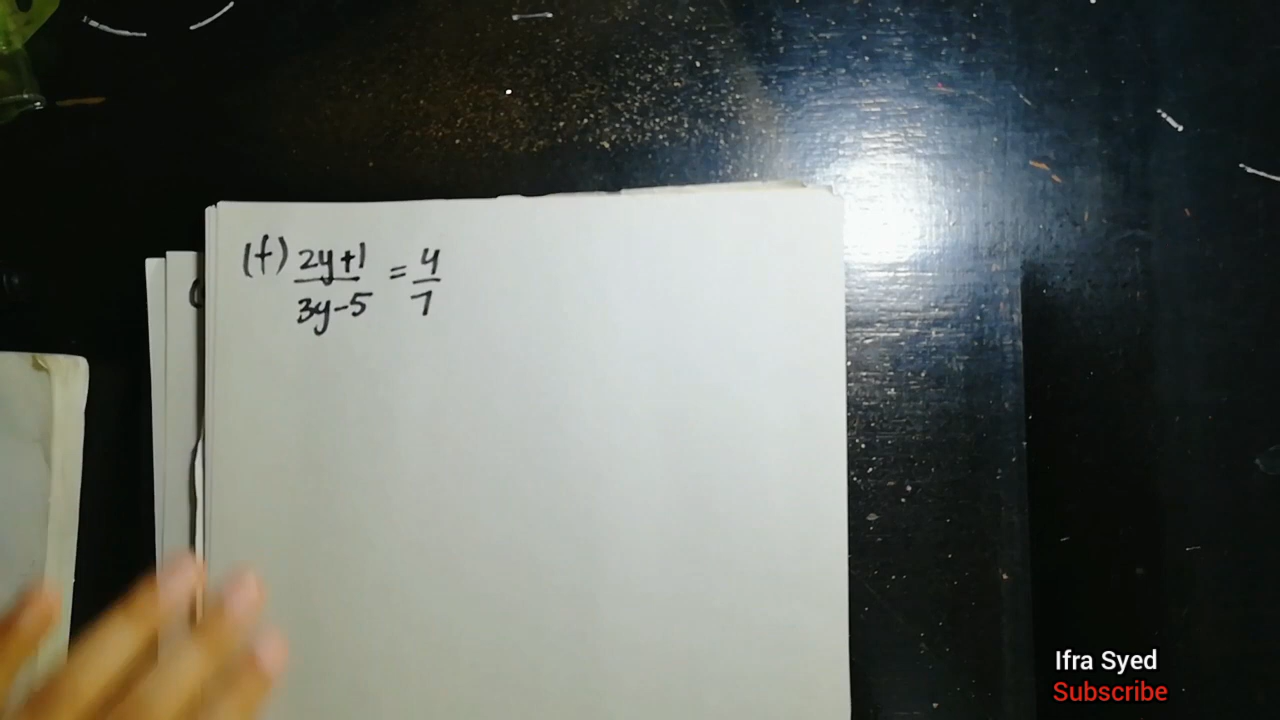 (f) 2y+1 / 3y-5 = 4/7
Ifra Syed
Subscribe